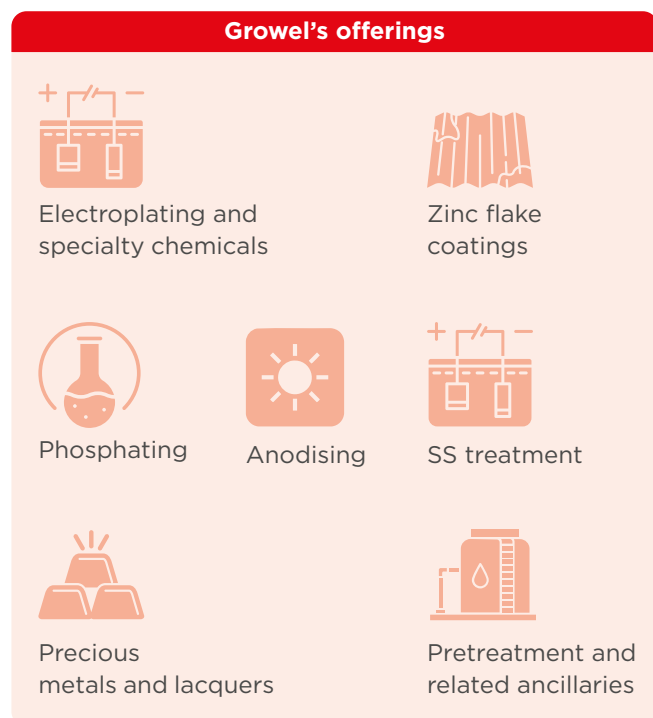 Growel’s offerings
Electroplating and
specialty chemicals
Zinc flake
coatings
Phosphating
Anodising
SS treatment
Precious
metals and lacquers
Pretreatment and
related ancillaries